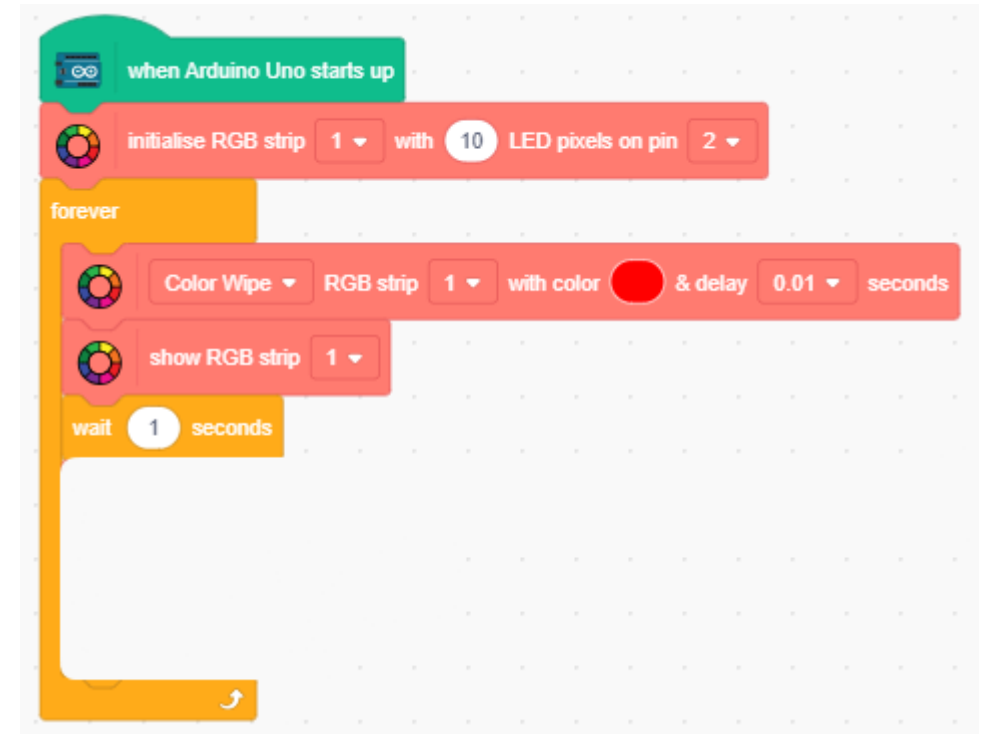 when Arduino Uno starts up
initialise RGB strip 1 with 10 LED pixels on pin 2
forever
Color Wipe RGB strip 1 with color & delay 0.01 seconds
show RGB strip 1
wait 1 seconds